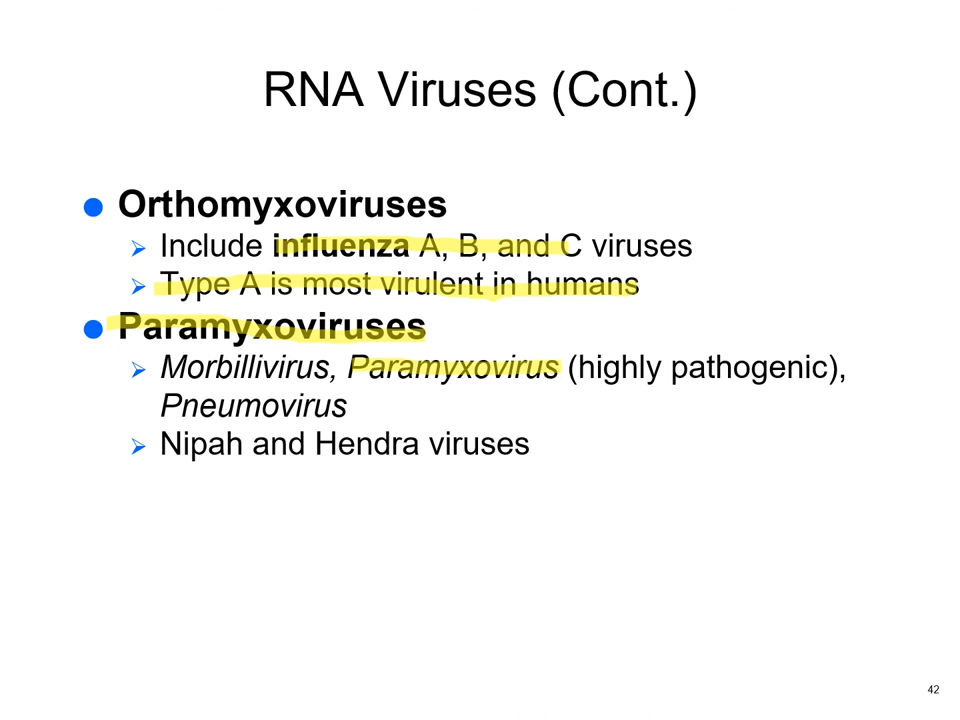 RNA Viruses (Cont.)
Orthomyxoviruses
Include influenza A, B, and C viruses
Type A is most virulent in humans
Paramyxoviruses
Morbillivirus, Paramyxovirus (highly pathogenic),
Pneumovirus
Nipah and Hendra viruses
42